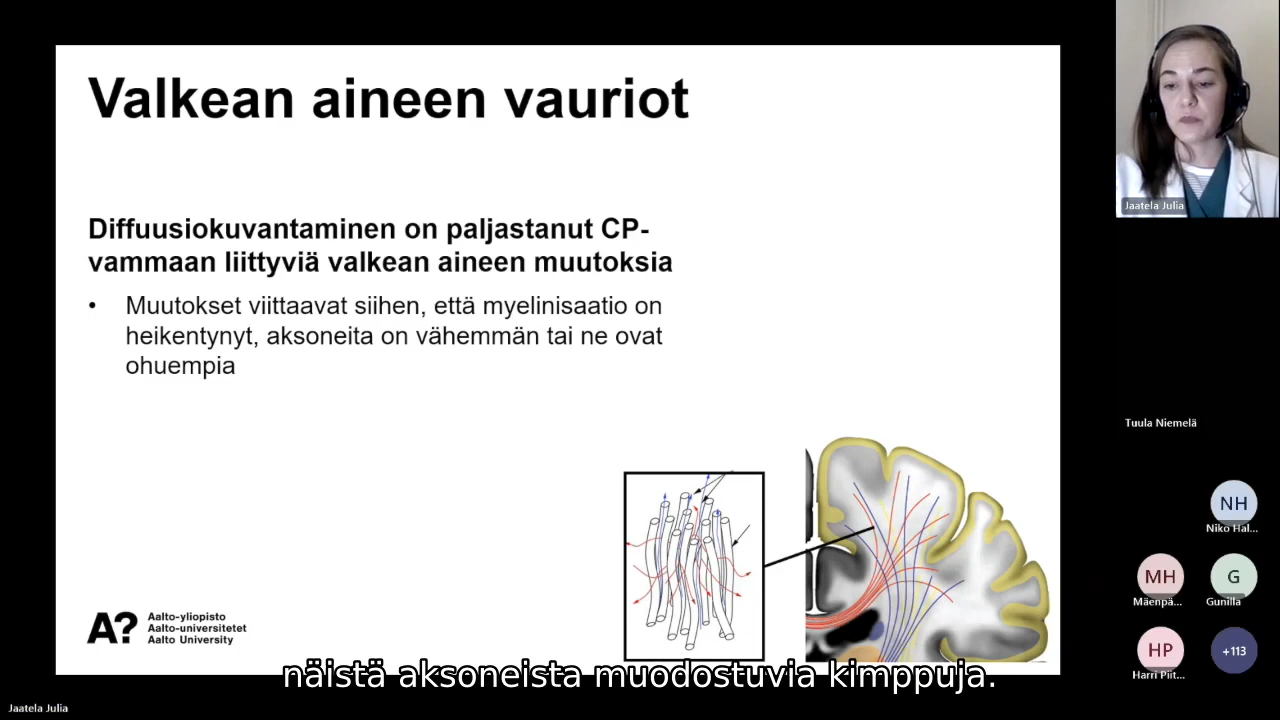 Valkean aineen vauriot
Diffuusiokuvantaminen on paljastanut CP-
vammaan liittyviä valkean aineen muutoksia
• Muutokset viittaavat siihen, että myelinisaatio on
heikentynyt, aksoneita on vähemmän tai ne ovat
ohuempia
A?
Aalto-yliopisto
Aalto-universitetet
Aalto University
näistä aksoneista muodostuvia kimppuja.
Jaatela Julia
Jaatela Julia
Tuula Niemelä
NH
Niko Hal...
MH
Mäenpä...
G
Gunilla
HP
Harri Piit...
+113